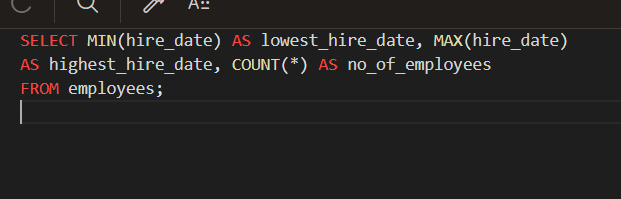 A
SELECT MIN(hire_date) AS lowest_hire_date, MAX(hire_date)
AS highest_hire_date, COUNT(*) AS no_of_employees
FROM employees;